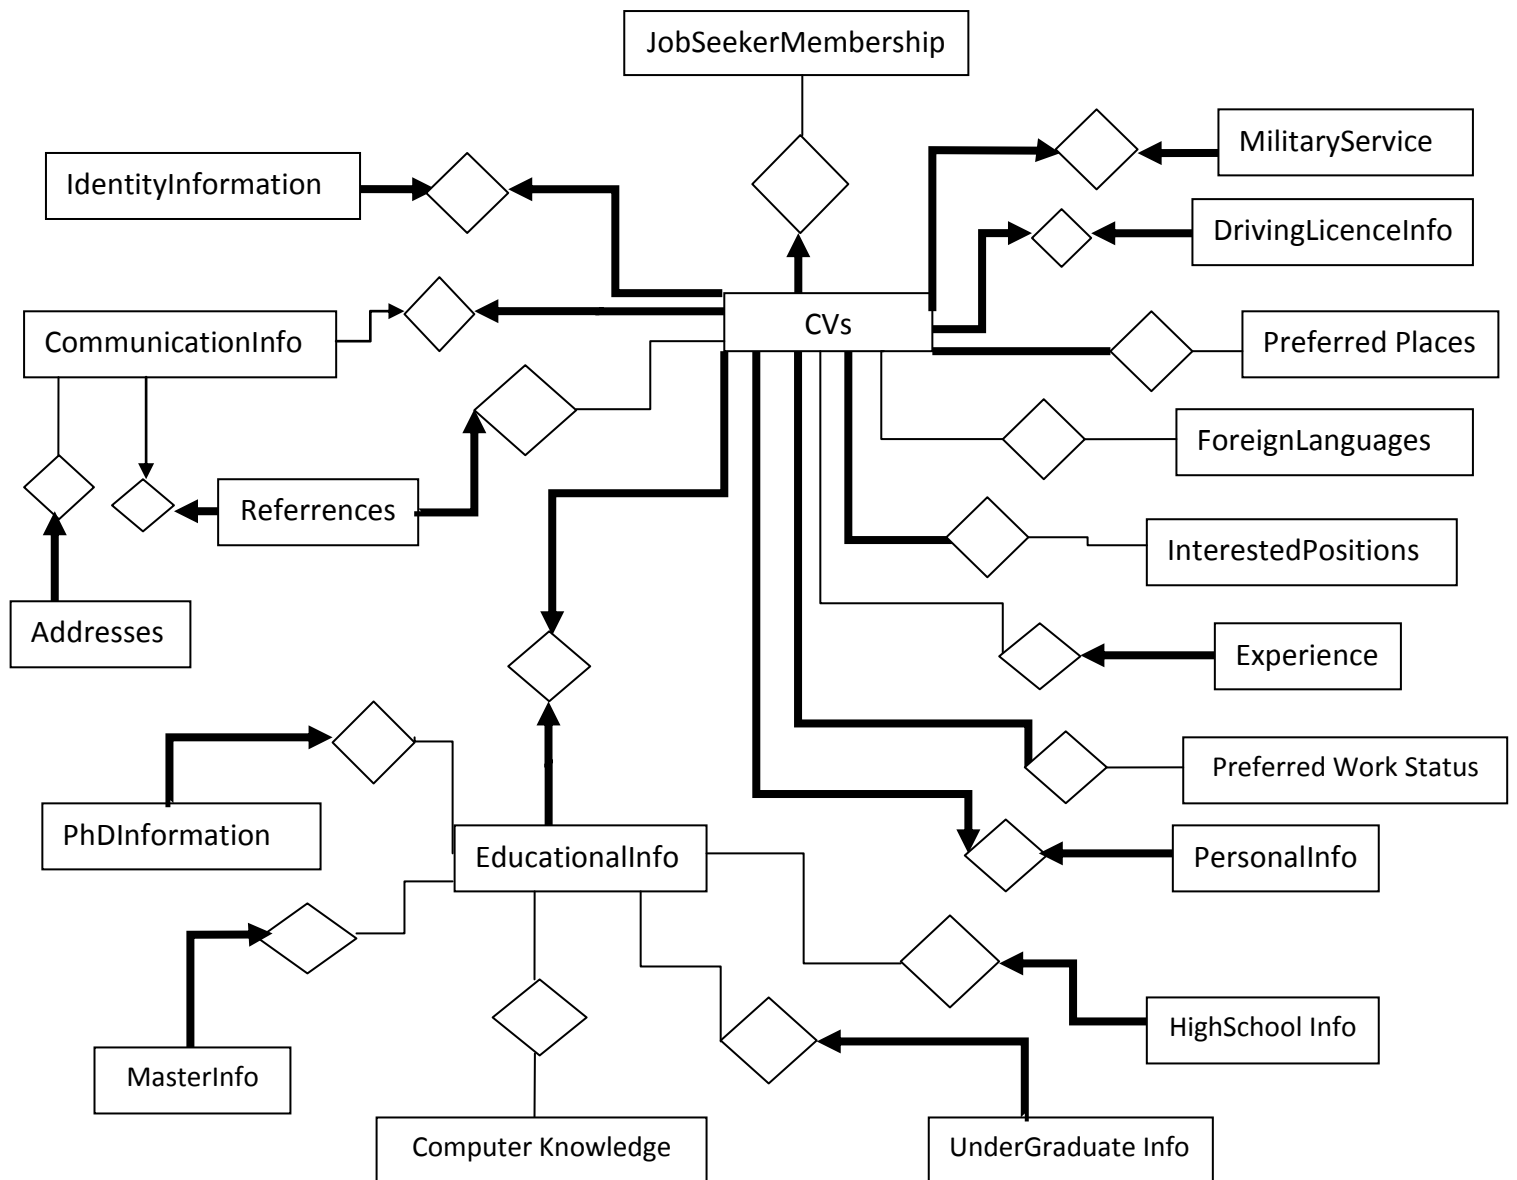 JobSeekerMembership
MilitaryService
IdentityInformation
DrivingLicenceInfo
CVs
CommunicationInfo
Preferred Places
ForeignLanguages
Referrences
InterestedPositions
Addresses
Experience
Preferred Work Status
PhDInformation
EducationalInfo
PersonalInfo
HighSchool Info
MasterInfo
Computer Knowledge
UnderGraduate Info